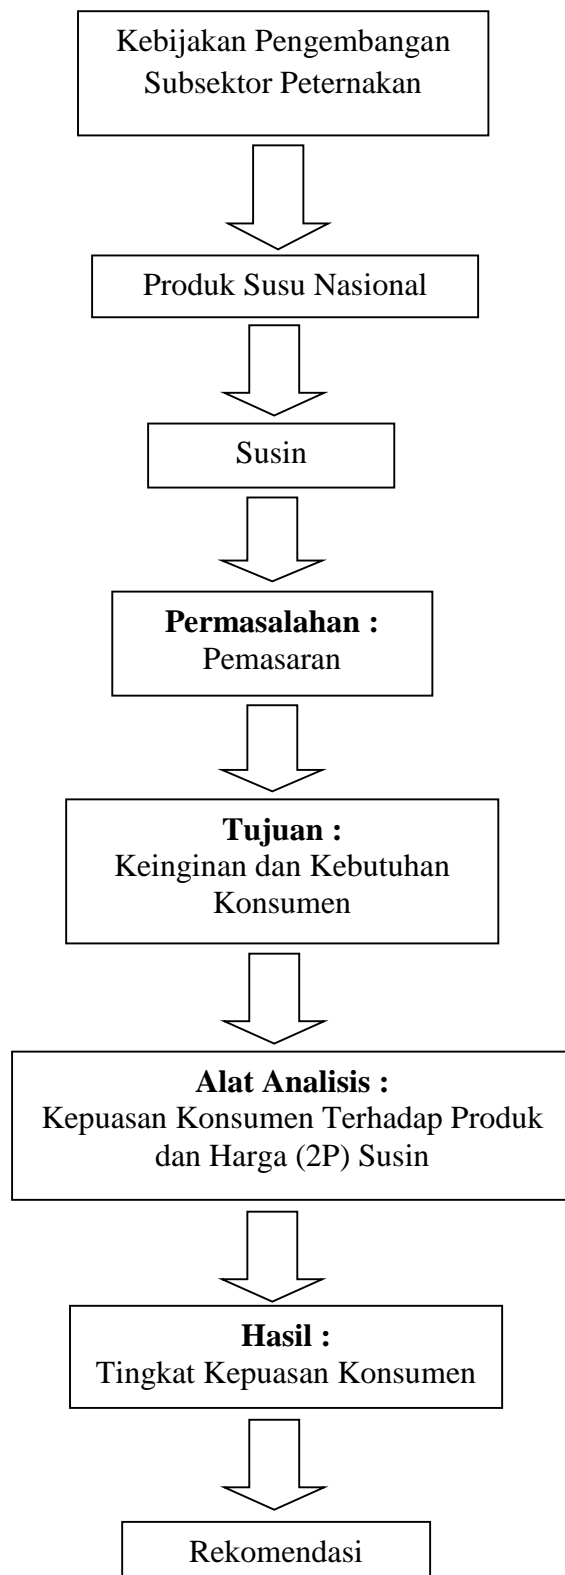 Kebijakan Pengembangan
Subsektor Peternakan
Produk Susu Nasional
Susin
Permasalahan :
Pemasaran
Tujuan :
Keinginan dan Kebutuhan
Konsumen
Alat Analisis :
Kepuasan Konsumen Terhadap Produk
dan Harga (2P) Susin
Hasil :
Tingkat Kepuasan Konsumen
Rekomendasi